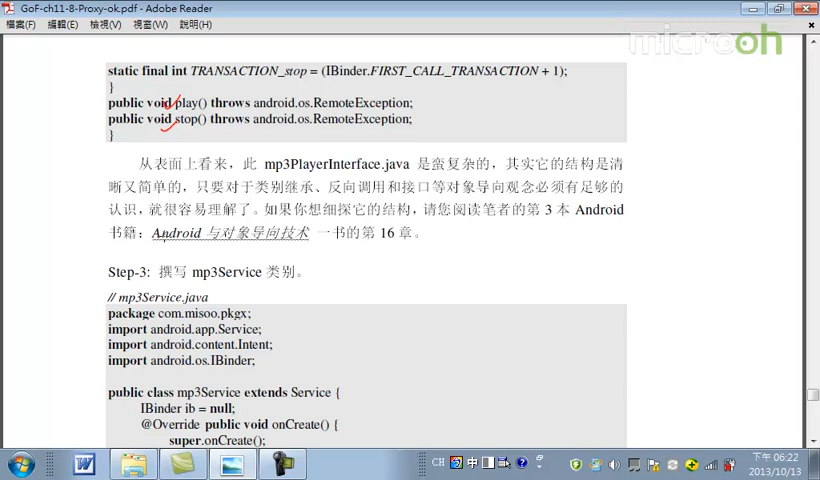 GoF-ch11-8-Proxy-ok.pdf - Adobe Reader
檔案(F) 編輯(E) 檢視(V) 視窗(W) 說明(H)
microoh
static final int TRANSACTION_stop = (IBinder.FIRST_CALL_TRANSACTION + 1);
}
public void play() throws android.os.RemoteException;
public void stop() throws android.os.RemoteException;
}
从表面上看来，此 mp3PlayerInterface.java 是蛮复杂的，其实它的结构是清
晰又简单的，只要对于类别继承、反向调用和接口等对象导向观念必须有足够的
认识，就很容易理解了。如果你想细探它的结构，请您阅读笔者的第 3 本 Android
书籍：Android 与对象导向技术 一书的第 16 章。
Step-3: 撰写 mp3Service 类别。
// mp3Service.java
package com.misoo.pkgx;
import android.app.Service;
import android.content.Intent;
import android.os.IBinder;
public class mp3Service extends Service {
IBinder ib = null;
@Override public void onCreate() {
super.onCreate();
CH 中
下午 06:22
2013/10/13